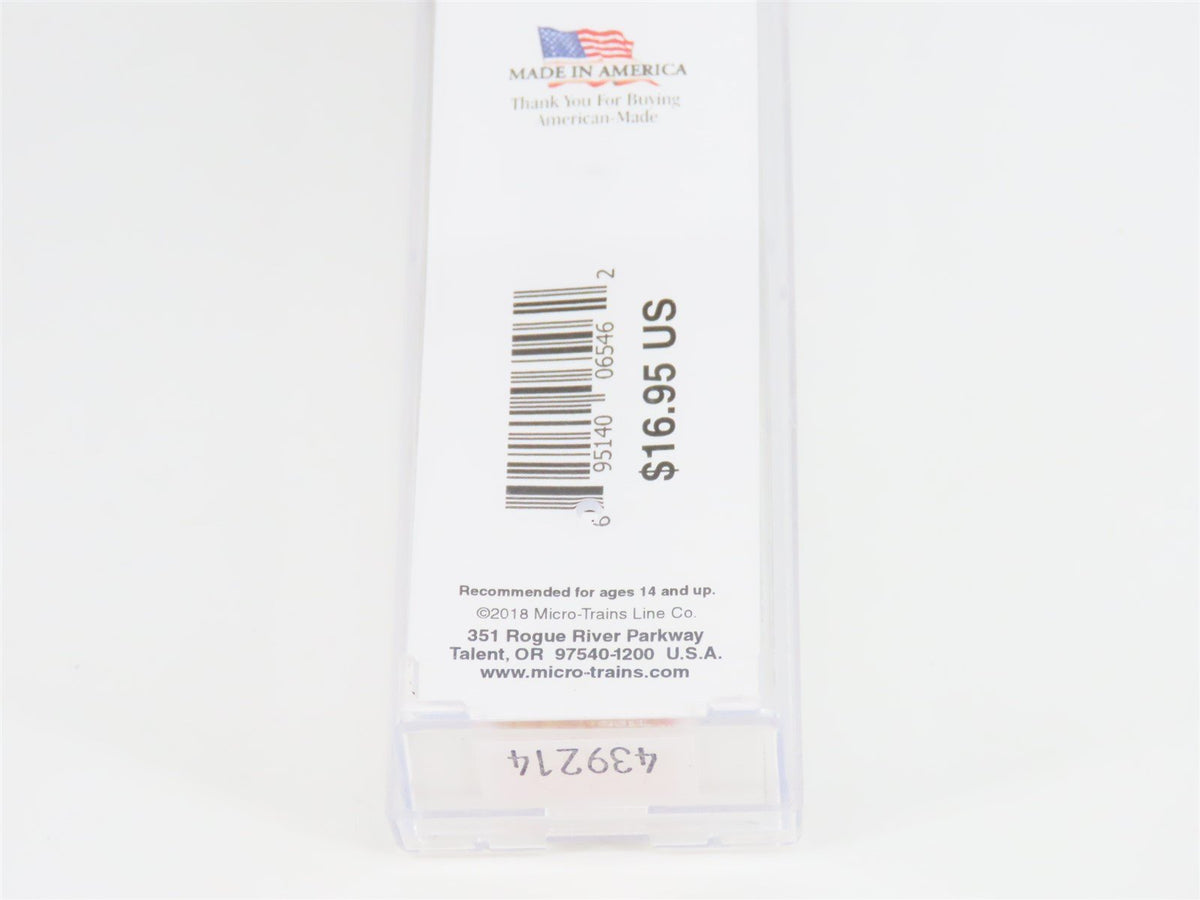 MADE IN AMERICA
Thank You For Buying
American-Made
6 95140 06546 2
$16.95 US
Recommended for ages 14 and up.
©2018 Micro-Trains Line Co.
351 Rogue River Parkway
Talent, OR 97540-1200 U.S.A.
www.micro-trains.com
439214